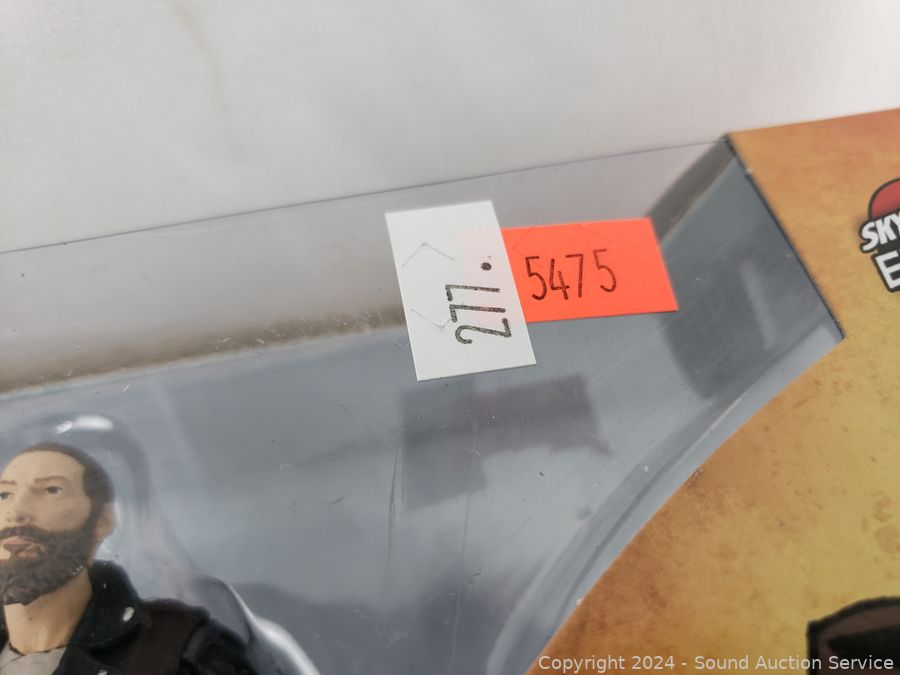 277.
5475
SKY
E
Copyright 2024 - Sound Auction Service